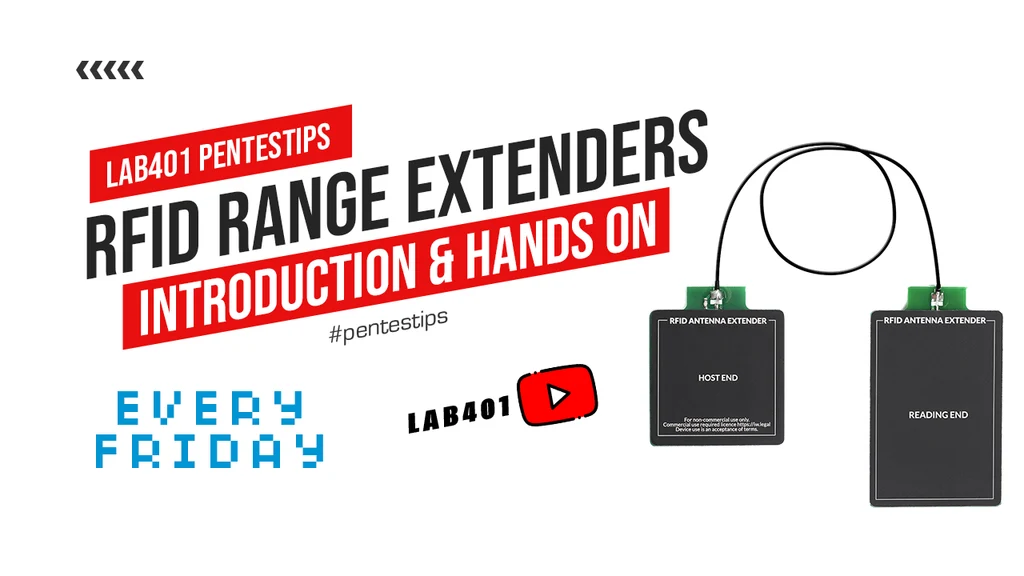 LAB401 PENTESTIPS
RFID RANGE EXTENDERS
INTRODUCTION & HANDS ON
#pentestips
EVERY
FRIDAY
LAB401
RFID ANTENNA EXTENDER
HOST END
For non-commercial use only.
Commercial use required licence https://iw.legal
Device use is an acceptance of terms.
RFID ANTENNA EXTENDER
READING END